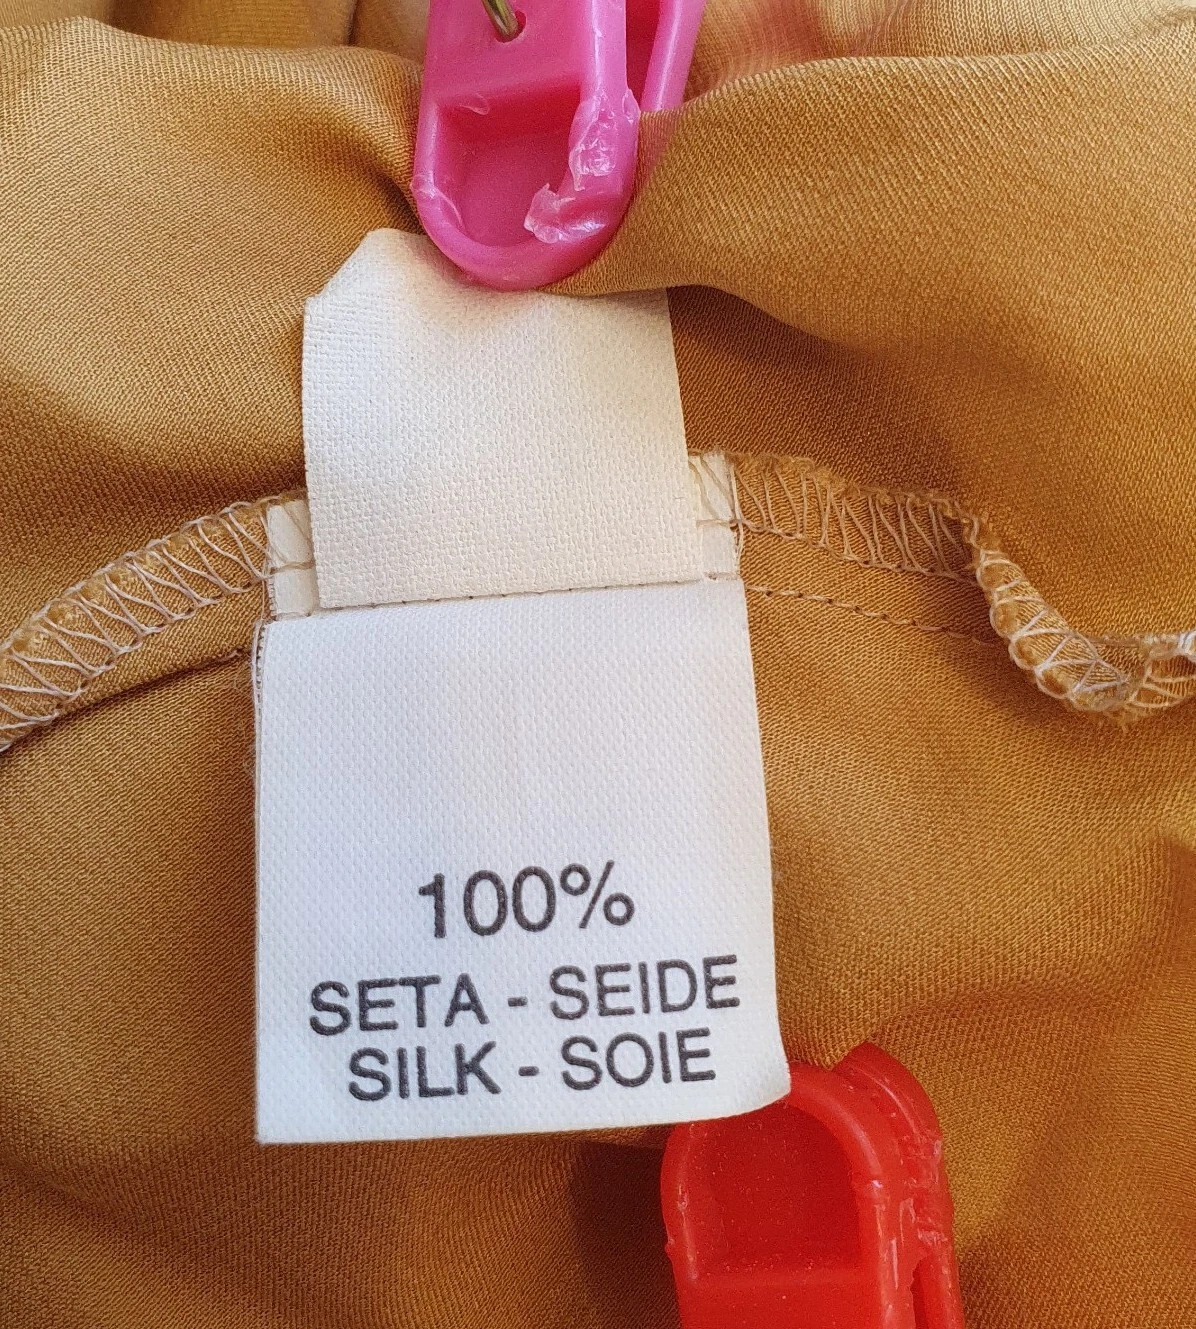 100%
SETA - SEIDE
SILK - SOIE